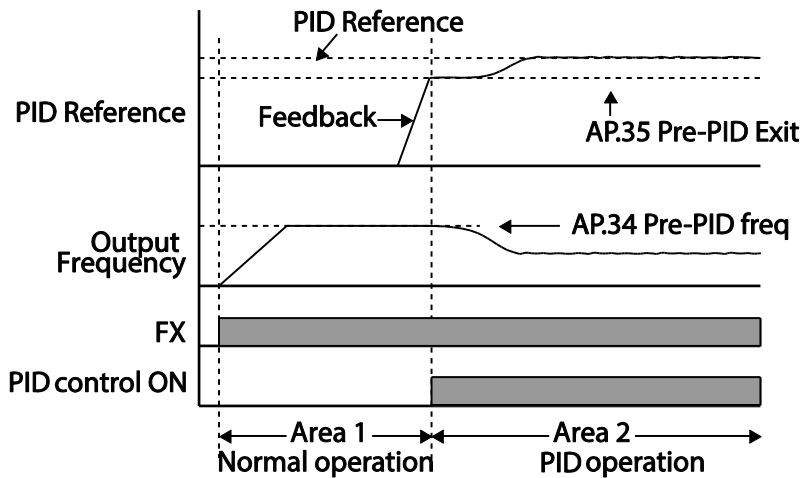 PID Reference
PID Reference
Feedback
AP.35 Pre-PID Exit
AP.34 Pre-PID freq
Output
Frequency
FX
PID control ON
Area 1
Area 2
Normal operation
PID operation